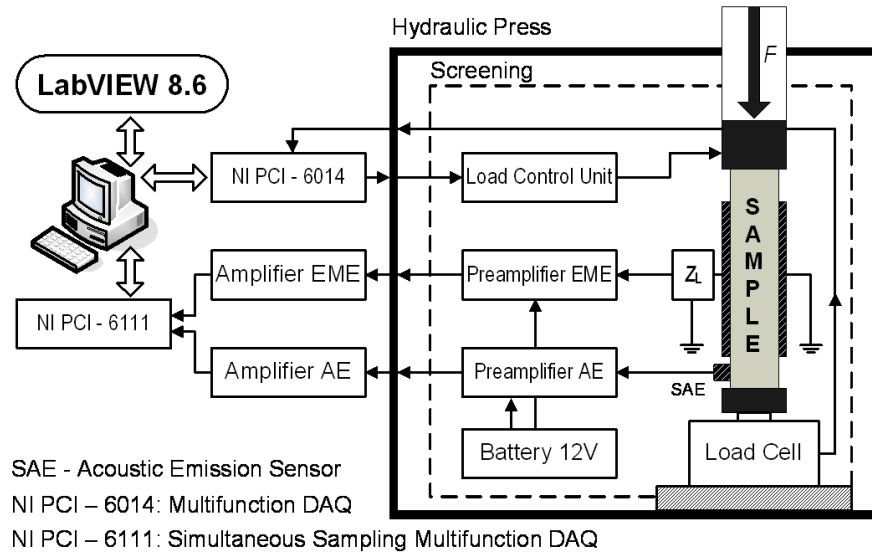 Hydraulic Press
F
Screening
LabVIEW 8.6
NI PCI - 6014
Load Control Unit
SAMPLE
Amplifier EME
Preamplifier EME
ZL
NI PCI - 6111
Amplifier AE
Preamplifier AE
SAE
Battery 12V
Load Cell
SAE - Acoustic Emission Sensor
NI PCI – 6014: Multifunction DAQ
NI PCI – 6111: Simultaneous Sampling Multifunction DAQ